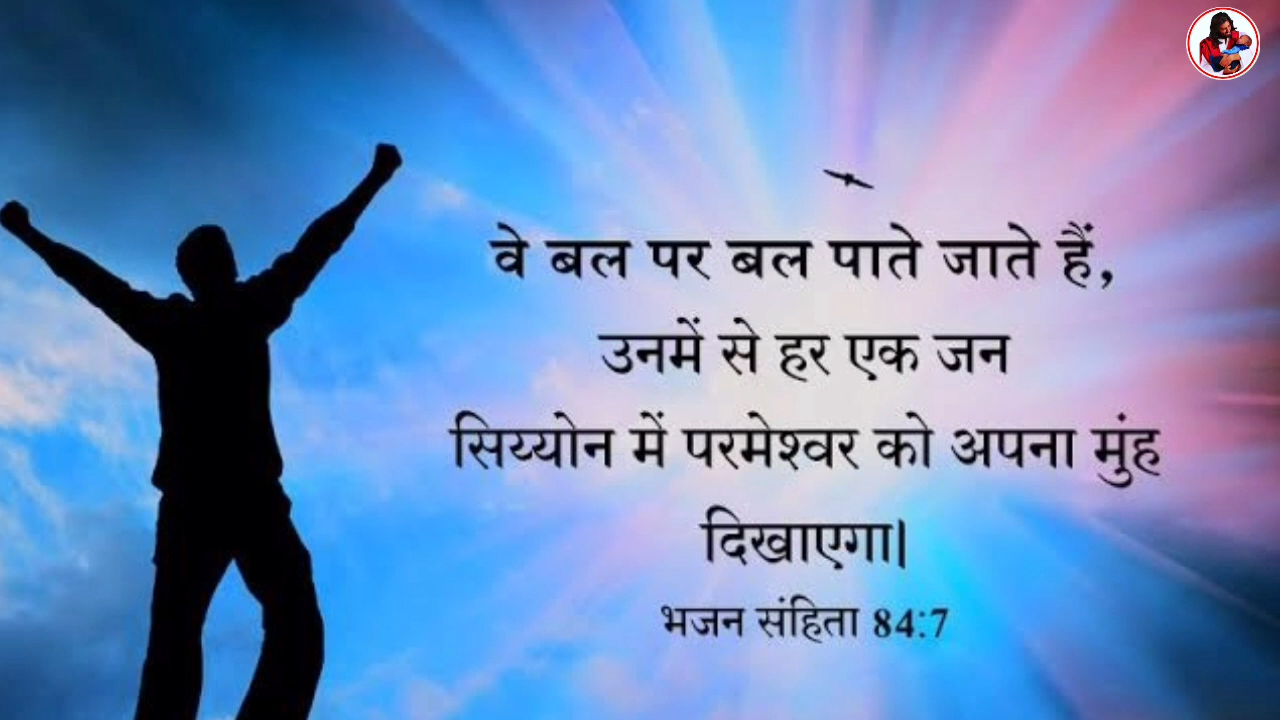 वे बल पर बल पाते जाते हैं,
उनमें से हर एक जन
सिय्योन में परमेश्वर को अपना मुंह
दिखाएगा|
भजन संहिता 84:7